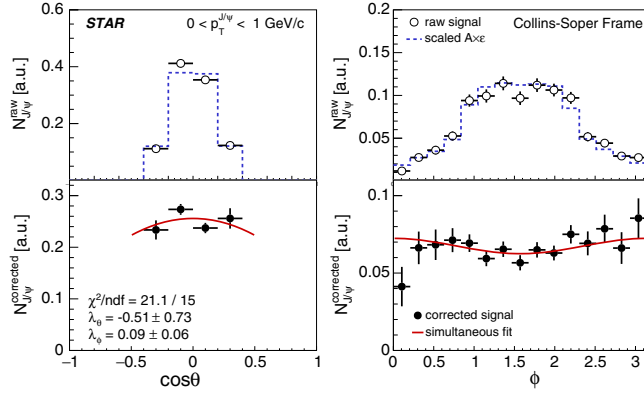 STAR
0 < p_T^{J/ψ} < 1 GeV/c
N_{J/ψ}^{raw} [a.u.]
0.6
0.4
0.2
raw signal
scaled A×ε
Collins-Soper Frame
N_{J/ψ}^{raw} [a.u.]
0.2
0.15
0.1
0.05
N_{J/ψ}^{corrected} [a.u.]
0.3
0.2
0.1
0
χ²/ndf = 21.1 / 15
λ_θ = -0.51 ± 0.73
λ_ϕ = 0.09 ± 0.06
−1 −0.5 0 0.5 1
cosθ
N_{J/ψ}^{corrected} [a.u.]
0.1
0.05
0
corrected signal
simultaneous fit
0 0.5 1 1.5 2 2.5 3
ϕ